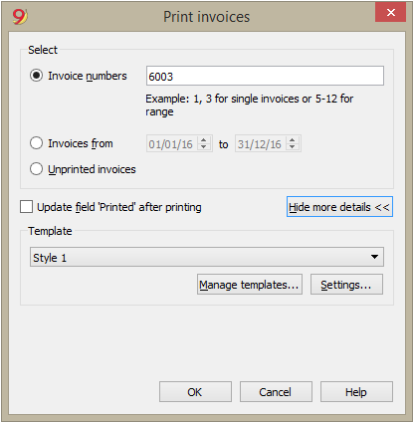 9
Print invoices
Select
Invoice numbers 6003
Example: 1, 3 for single invoices or 5-12 for
range
Invoices from 01/01/16 to 31/12/16
Unprinted invoices
Update field 'Printed' after printing Hide more details <<
Template
Style 1
Manage templates... Settings...
OK Cancel Help